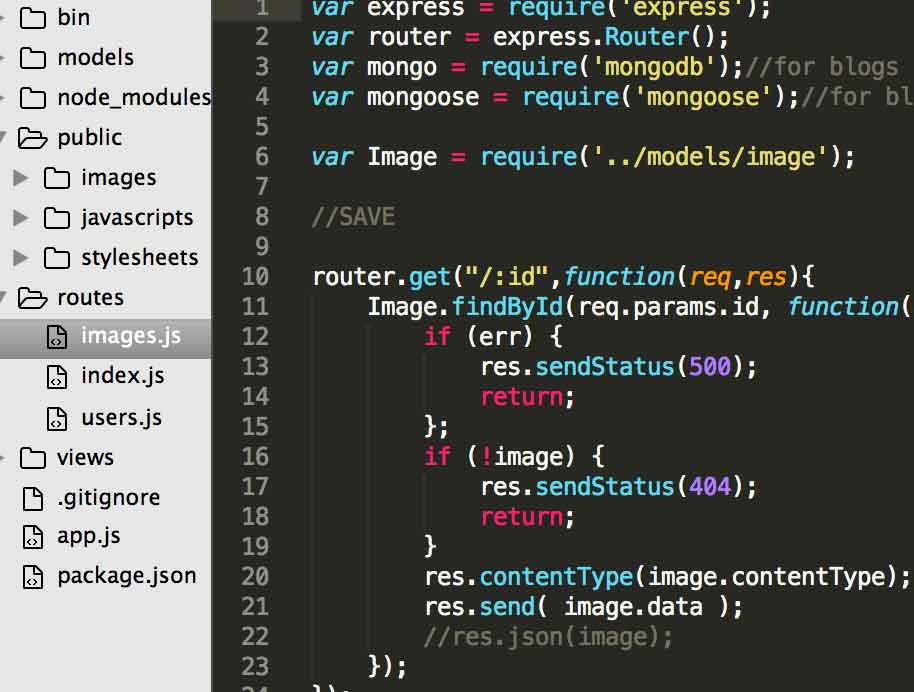 bin
models
node_modules
public
images
javascripts
stylesheets
routes
images.js
index.js
users.js
views
.gitignore
app.js
package.json
1 var express = require('express');
2 var router = express.Router();
3 var mongo = require('mongodb');//for blogs
4 var mongoose = require('mongoose');//for bl
5
6 var Image = require('../models/image');
7
8 //SAVE
9
10 router.get("/:id",function(req,res){
11 Image.findById(req.params.id, function(
12 if (err) {
13 res.sendStatus(500);
14 return;
15 };
16 if (!image) {
17 res.sendStatus(404);
18 return;
19 }
20 res.contentType(image.contentType);
21 res.send( image.data );
22 //res.json(image);
23 });
24 });